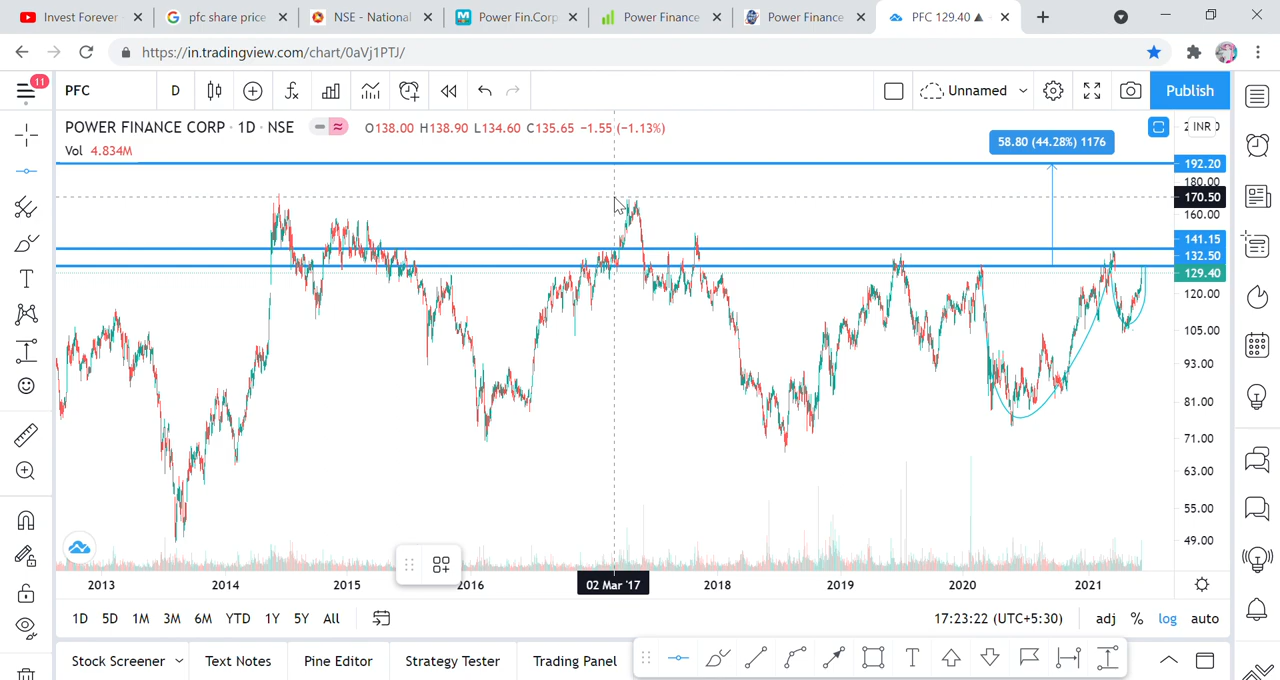 Invest Forever
pfc share price
NSE - National
Power Fin.Corp
Power Finance
Power Finance
PFC 129.40 ▲
https://in.tradingview.com/chart/0aVj1PTJ/
11
PFC
D
Unnamed
Publish
POWER FINANCE CORP · 1D · NSE
O138.00 H138.90 L134.60 C135.65 −1.55 (−1.13%)
Vol 4.834M
INR
58.80 (44.28%) 1176
192.20
180.00
170.50
160.00
141.15
132.50
129.40
120.00
105.00
93.00
81.00
71.00
63.00
55.00
49.00
2013
2014
2015
2016
02 Mar '17
2018
2019
2020
2021
1D 5D 1M 3M 6M YTD 1Y 5Y All
17:23:22 (UTC+5:30)
adj % log auto
Stock Screener
Text Notes
Pine Editor
Strategy Tester
Trading Panel